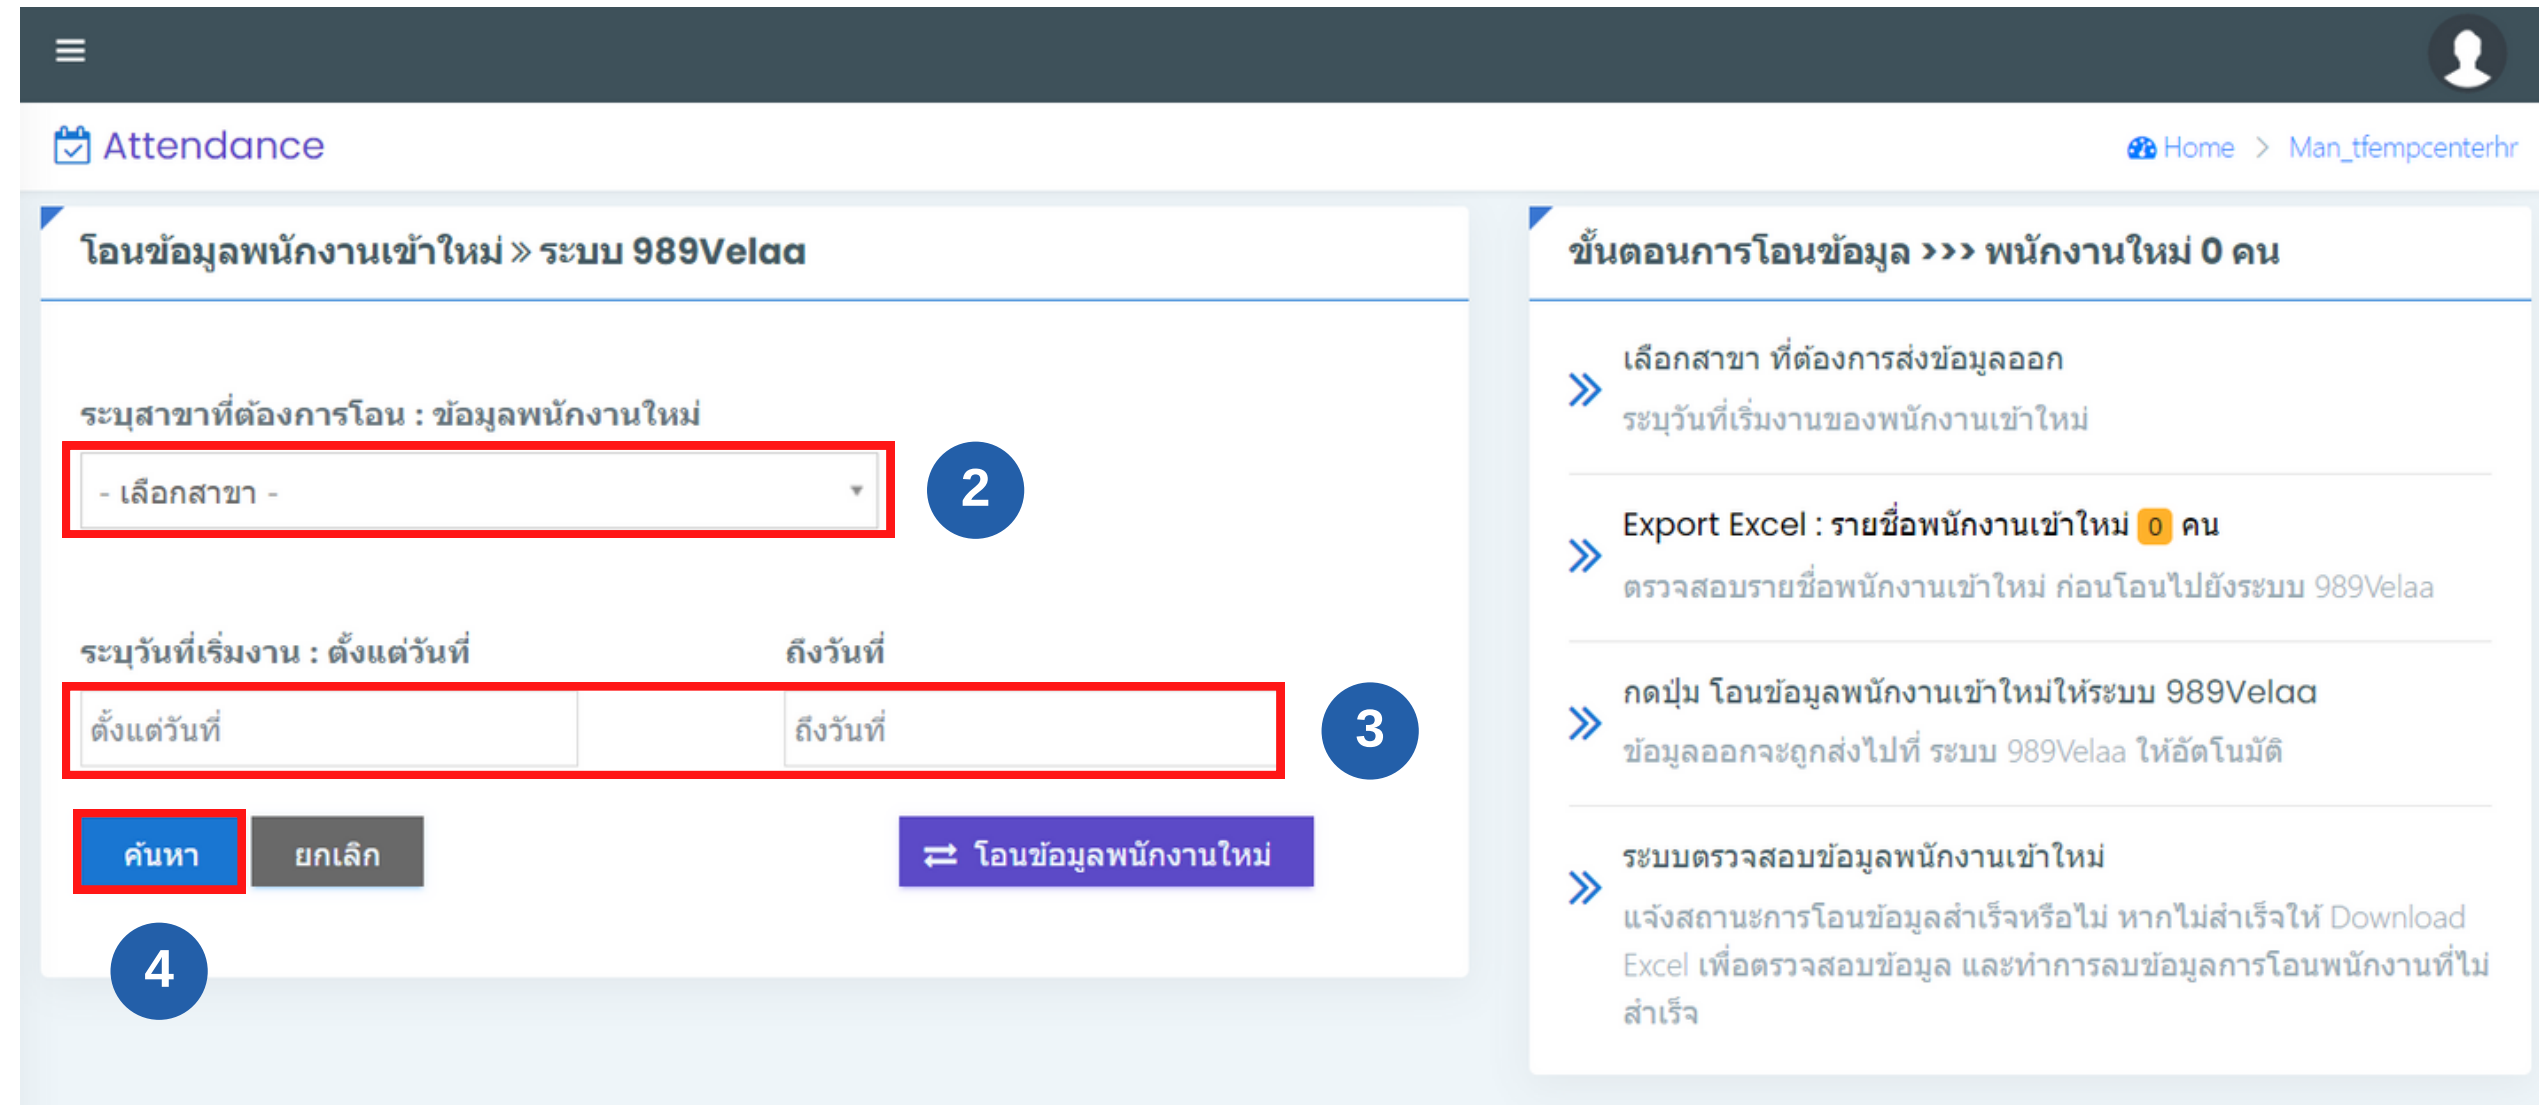 Attendance
Home > Man_tfempcenterhr
โอนข้อมูลพนักงานเข้าใหม่ » ระบบ 989Velaa
ระบุสาขาที่ต้องการโอน : ข้อมูลพนักงานใหม่
- เลือกสาขา -
2
ระบุวันที่เริ่มงาน : ตั้งแต่วันที่
ถึงวันที่
ตั้งแต่วันที่
ถึงวันที่
3
ค้นหา
ยกเลิก
โอนข้อมูลพนักงานใหม่
4
ขั้นตอนการโอนข้อมูล >>> พนักงานใหม่ 0 คน
เลือกสาขา ที่ต้องการส่งข้อมูลออก
ระบุวันที่เริ่มงานของพนักงานเข้าใหม่
Export Excel : รายชื่อพนักงานเข้าใหม่ 0 คน
ตรวจสอบรายชื่อพนักงานเข้าใหม่ ก่อนโอนไปยังระบบ 989Velaa
กดปุ่ม โอนข้อมูลพนักงานเข้าใหม่ให้ระบบ 989Velaa
ข้อมูลออกจะถูกส่งไปที่ ระบบ 989Velaa ให้อัตโนมัติ
ระบบตรวจสอบข้อมูลพนักงานเข้าใหม่
แจ้งสถานะการโอนข้อมูลสำเร็จหรือไม่ หากไม่สำเร็จให้ Download
Excel เพื่อตรวจสอบข้อมูล และทำการลบข้อมูลการโอนพนักงานที่ไม่
สำเร็จ